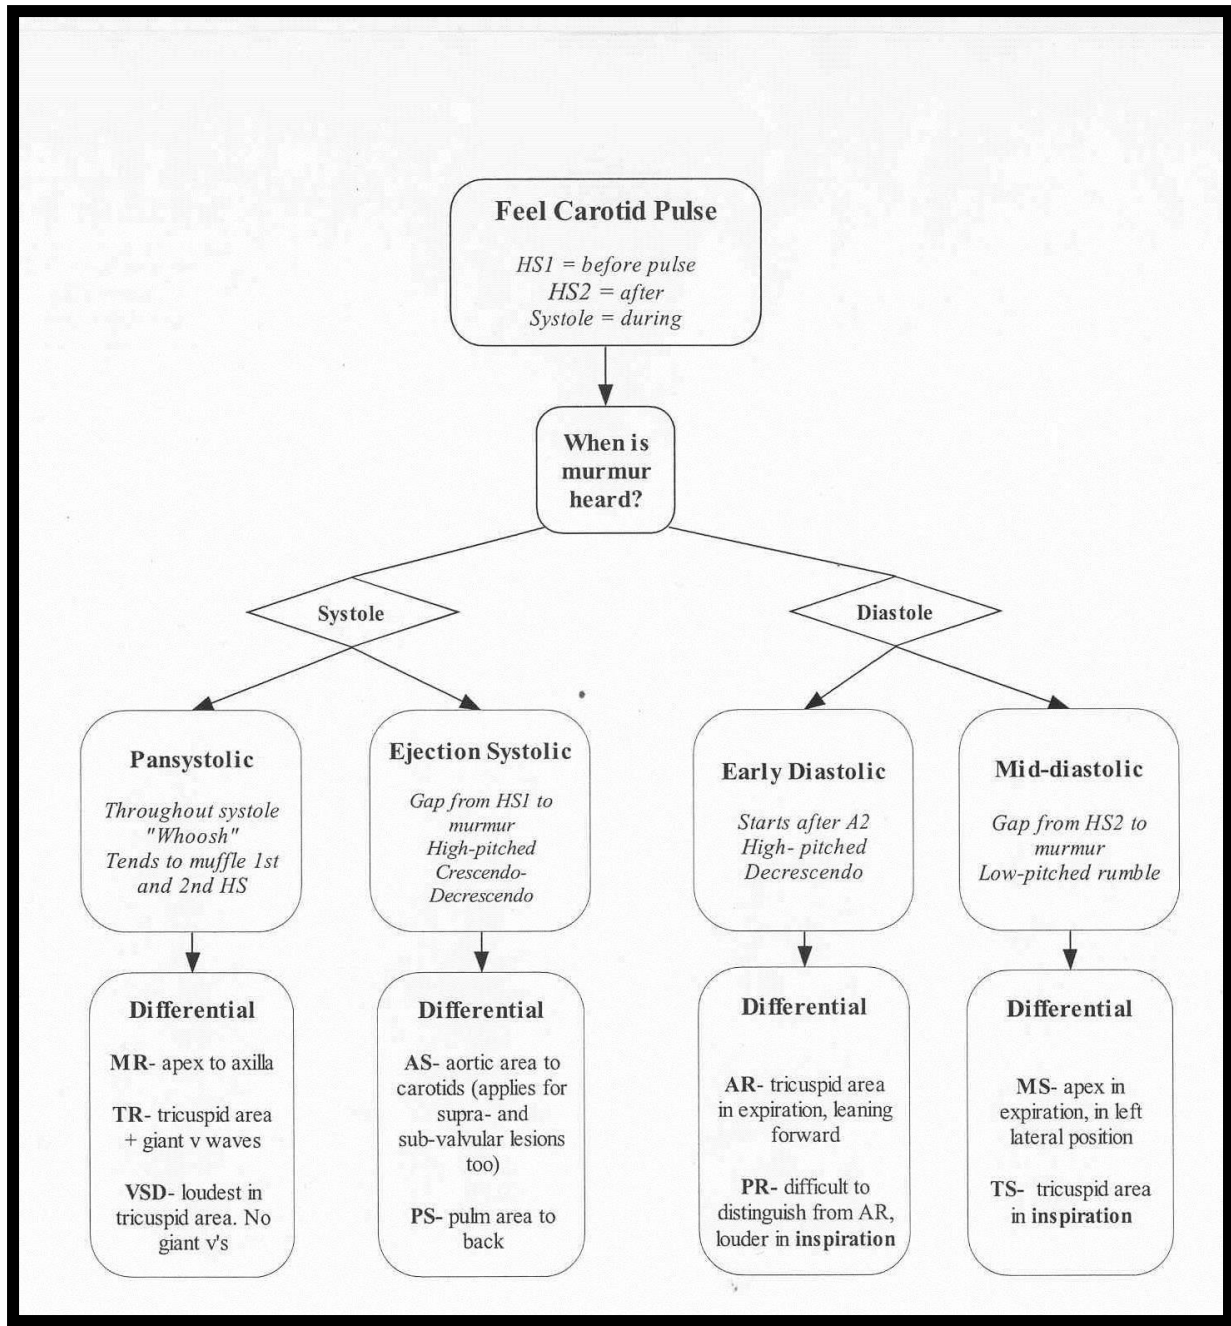 Feel Carotid Pulse
HS1 = before pulse
HS2 = after
Systole = during
When is
murmur
heard?
Systole
Diastole
Pansystolic
Throughout systole
"Whoosh"
Tends to muffle 1st
and 2nd HS
Ejection Systolic
Gap from HS1 to
murmur
High-pitched
Crescendo-
Decrescendo
Early Diastolic
Starts after A2
High- pitched
Decrescendo
Mid-diastolic
Gap from HS2 to
murmur
Low-pitched rumble
Differential
MR- apex to axilla
TR- tricuspid area
+ giant v waves
VSD- loudest in
tricuspid area. No
giant v's
Differential
AS- aortic area to
carotids (applies for
supra- and
sub-valvular lesions
too)
PS- pulm area to
back
Differential
AR- tricuspid area
in expiration, leaning
forward
PR- difficult to
distinguish from AR,
louder in inspiration
Differential
MS- apex in
expiration, in left
lateral position
TS- tricuspid area
in inspiration